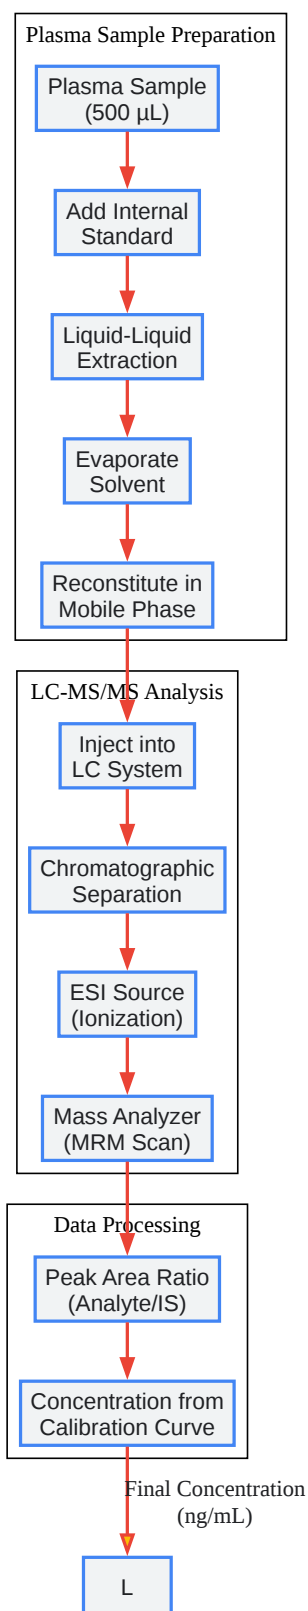 Plasma Sample Preparation
Plasma Sample
(500 µL)
Add Internal
Standard
Liquid-Liquid
Extraction
Evaporate
Solvent
Reconstitute in
Mobile Phase
LC-MS/MS Analysis
Inject into
LC System
Chromatographic
Separation
ESI Source
(Ionization)
Mass Analyzer
(MRM Scan)
Data Processing
Peak Area Ratio
(Analyte/IS)
Concentration from
Calibration Curve
Final Concentration
(ng/mL)
L